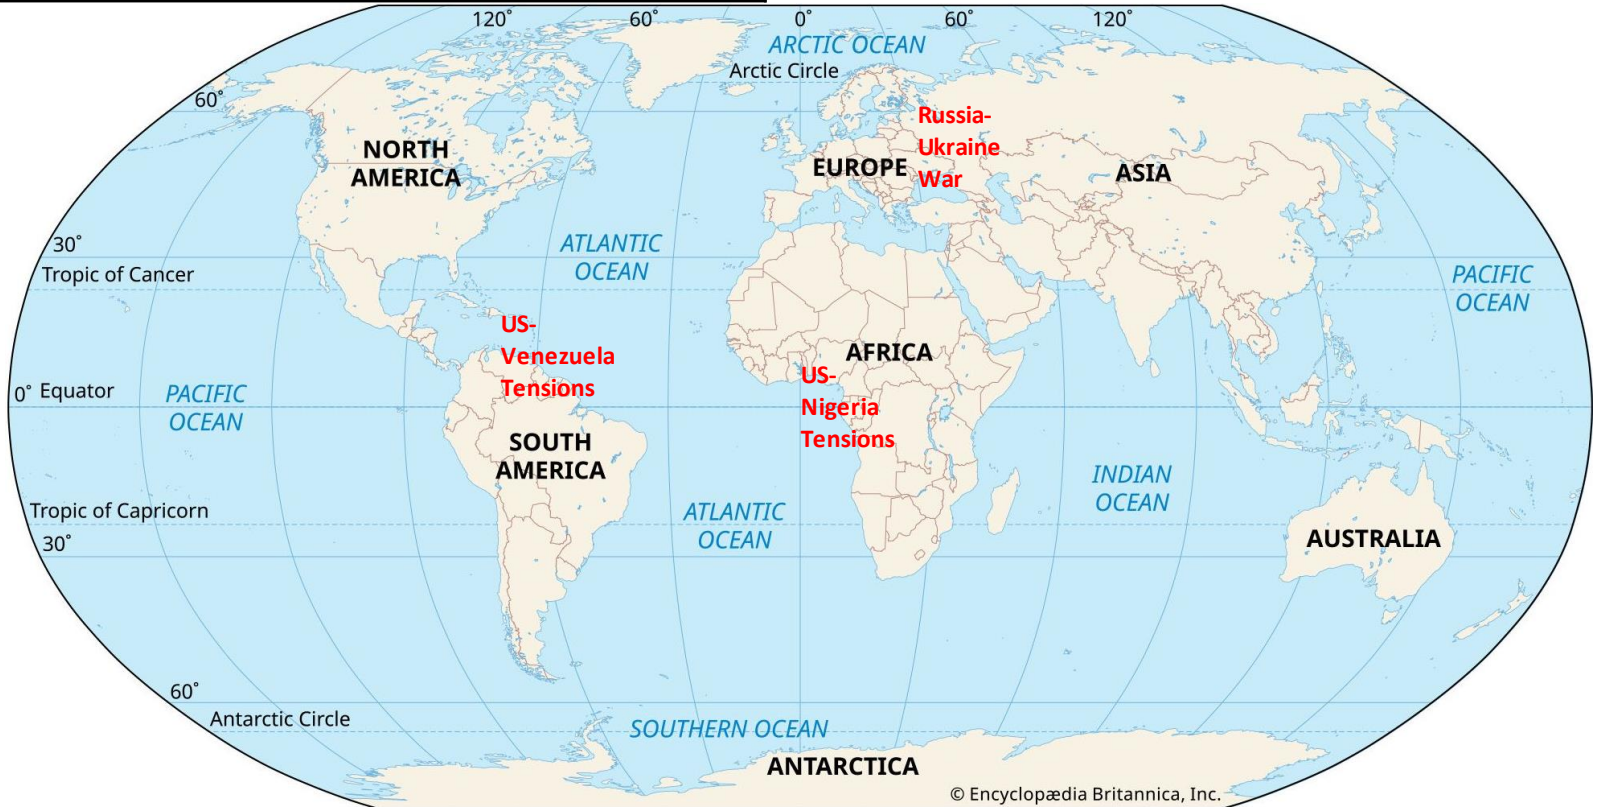 120°
60°
0°
60°
120°
ARCTIC OCEAN
Arctic Circle
60°
NORTH
AMERICA
EUROPE
Russia-
Ukraine
War
ASIA
30°
Tropic of Cancer
ATLANTIC
OCEAN
PACIFIC
OCEAN
US-
Venezuela
Tensions
AFRICA
US-
Nigeria
Tensions
0° Equator
PACIFIC
OCEAN
SOUTH
AMERICA
INDIAN
OCEAN
Tropic of Capricorn
30°
ATLANTIC
OCEAN
AUSTRALIA
60°
Antarctic Circle
SOUTHERN OCEAN
ANTARCTICA
© Encyclopædia Britannica, Inc.